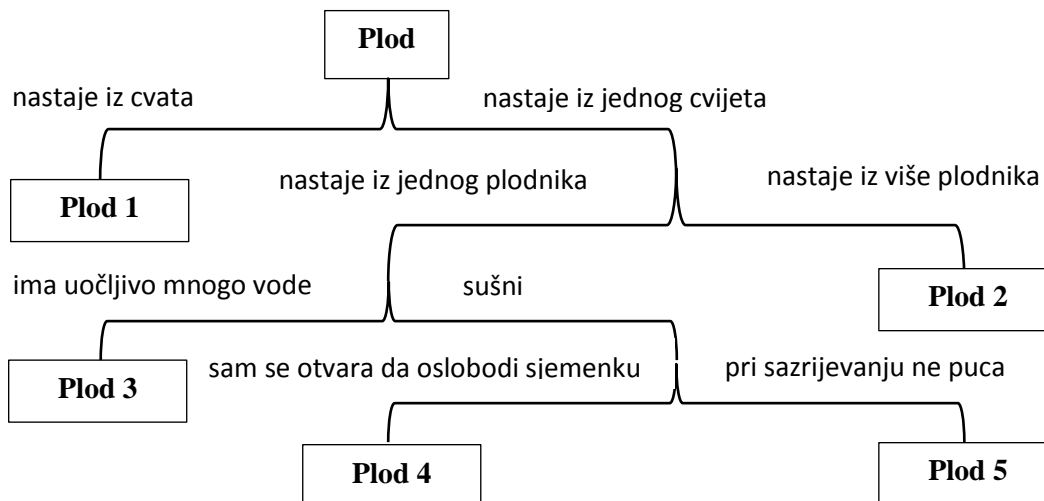 Plod
nastaje iz cvata
nastaje iz jednog cvijeta
nastaje iz jednog plodnika
nastaje iz više plodnika
Plod 1
ima uočljivo mnogo vode
sušni
Plod 2
sam se otvara da oslobodi sjemenku
pri sazrijevanju ne puca
Plod 3
Plod 4
Plod 5